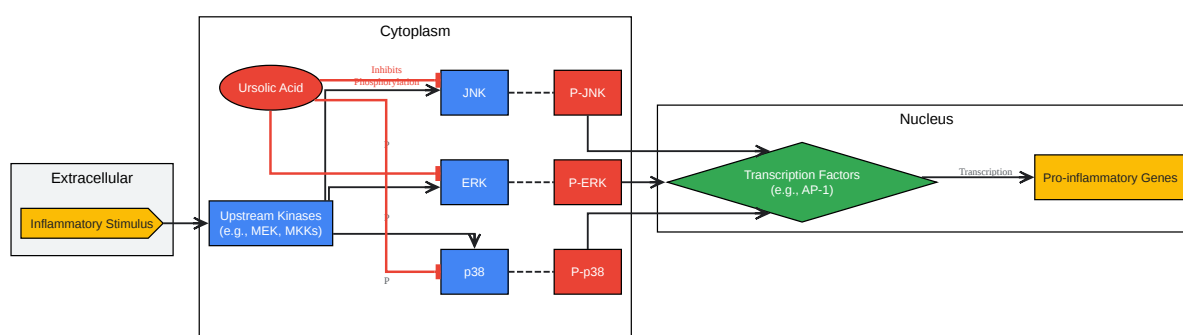 Cytoplasm
Inhibits
Phosphorylation
Ursolic Acid
JNK
P-JNK
Nucleus
P
Extracellular
Transcription Factors
(e.g., AP-1)
Transcription
Pro-inflammatory Genes
ERK
P-ERK
Inflammatory Stimulus
Upstream Kinases
(e.g., MEK, MKKs)
P
p38
P-p38
P